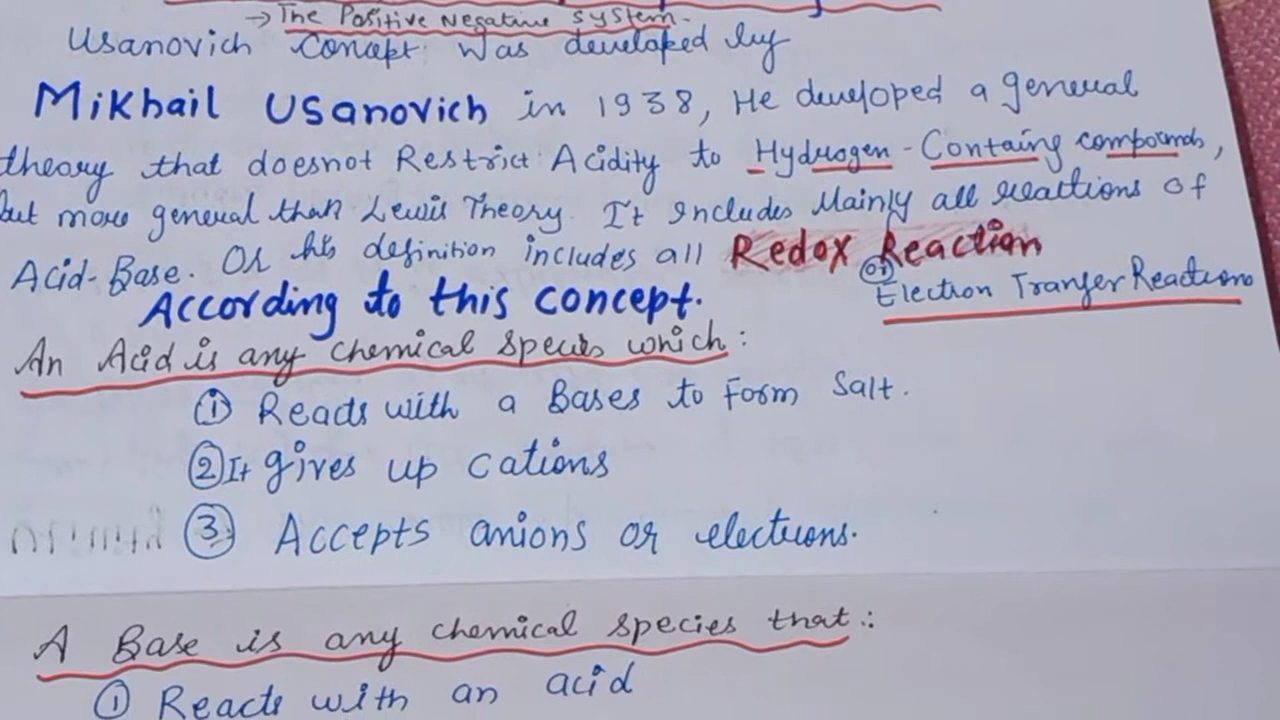 → The Positive Negative System.
Usanovich Concept was developed by
Mikhail Usanovich in 1938, He developed a general
theory that doesnot Restrict Acidity to Hydrogen-Containg compounds,
but more general than Lewis Theory. It Includes Mainly all reactions of
Acid-Base. Or his definition includes all Redox Reaction
(or)
Electron Tranfer Reactions
According to this concept.
An Acid is any chemical species which:
① Reacts with a Bases to Form Salt.
② It gives up cations
③ Accepts anions or electrons.
A Base is any chemical species that:
① Reacts with an acid